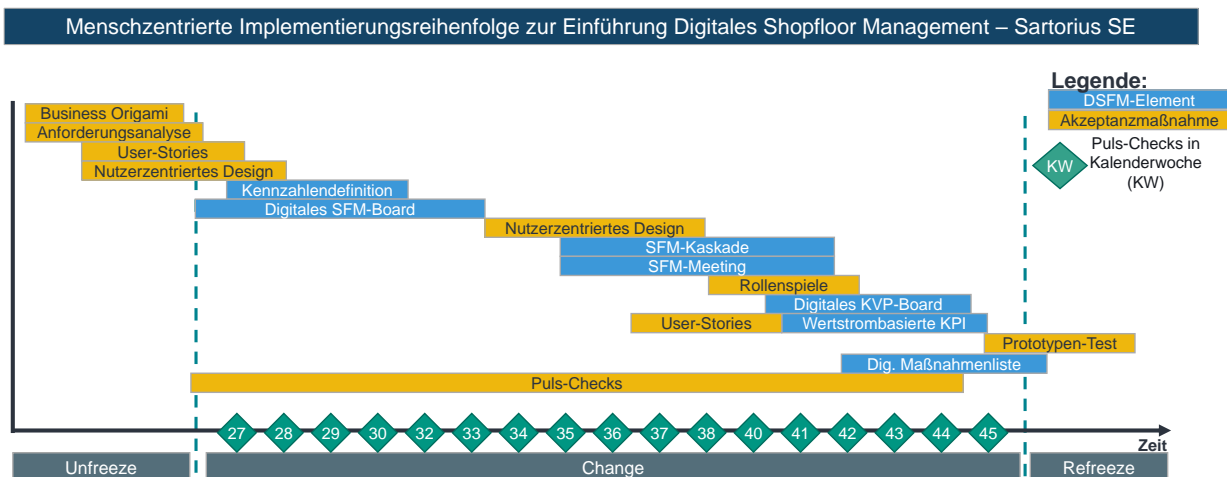 Menschzentrierte Implementierungsreihenfolge zur Einführung Digitales Shopfloor Management – Sartorius SE
Legende:
DSFM-Element
Akzeptanzmaßnahme
KW
Puls-Checks in
Kalenderwoche
(KW)
Business Origami
Anforderungsanalyse
User-Stories
Nutzerzentriertes Design
Kennzahlendefinition
Digitales SFM-Board
Nutzerzentriertes Design
SFM-Kaskade
SFM-Meeting
Rollenspiele
Digitales KVP-Board
User-Stories Wertstrombasierte KPI
Prototypen-Test
Dig. Maßnahmenliste
Puls-Checks
27 28 29 30 32 33 34 35 36 37 38 40 41 42 43 44 45
Zeit
Unfreeze Change Refreeze